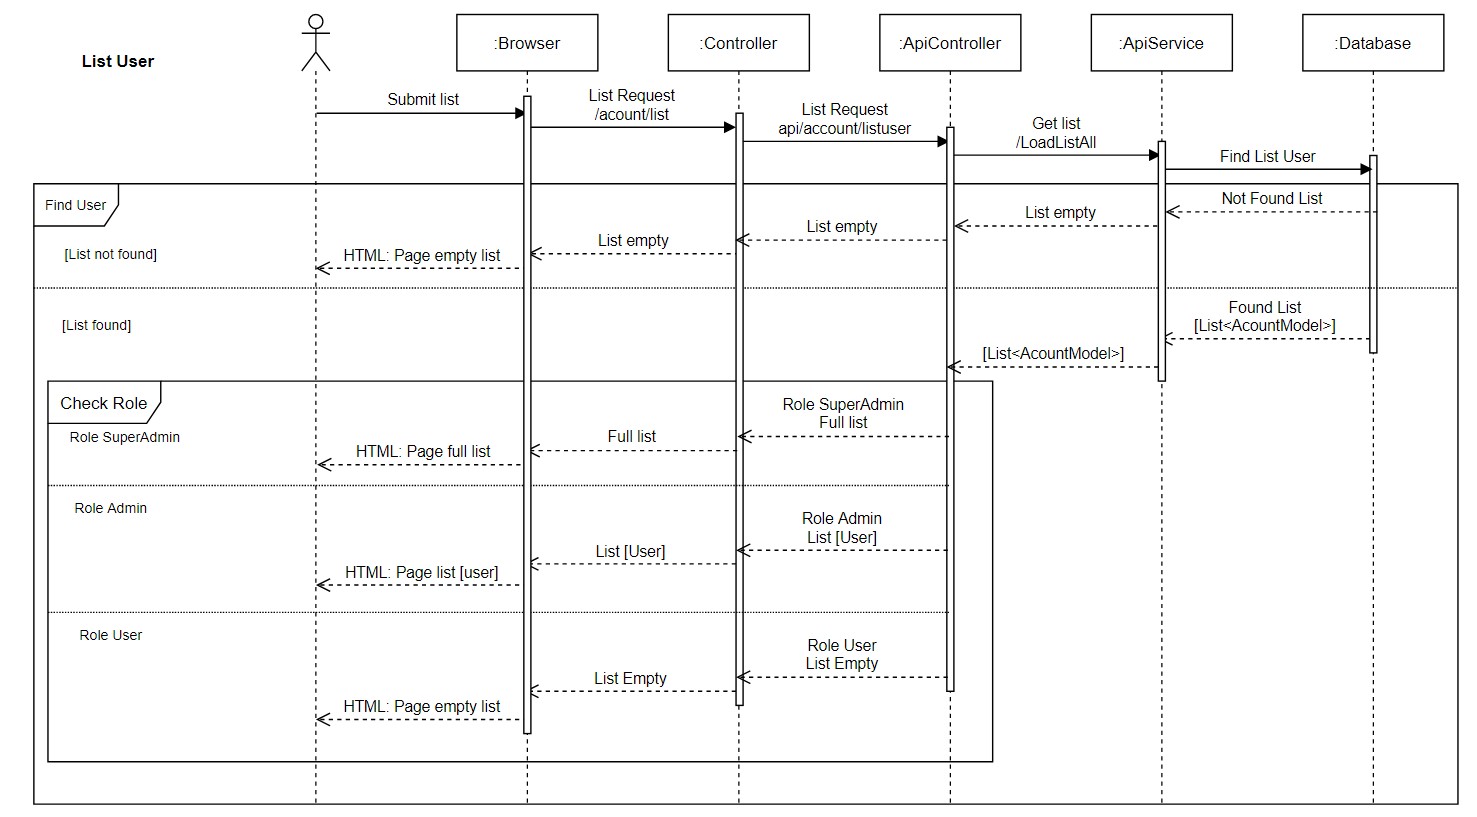 List User
:Browser
:Controller
:ApiController
:ApiService
:Database
Submit list
List Request
/acount/list
List Request
api/account/listuser
Get list
/LoadListAll
Find List User
Find User
Not Found List
List empty
List empty
List empty
HTML: Page empty list
[List not found]
[List found]
Found List
[List<AcountModel>]
[List<AcountModel>]
Check Role
Role SuperAdmin
Role SuperAdmin
Full list
Full list
HTML: Page full list
Role Admin
Role Admin
List [User]
List [User]
HTML: Page list [user]
Role User
Role User
List Empty
List Empty
HTML: Page empty list